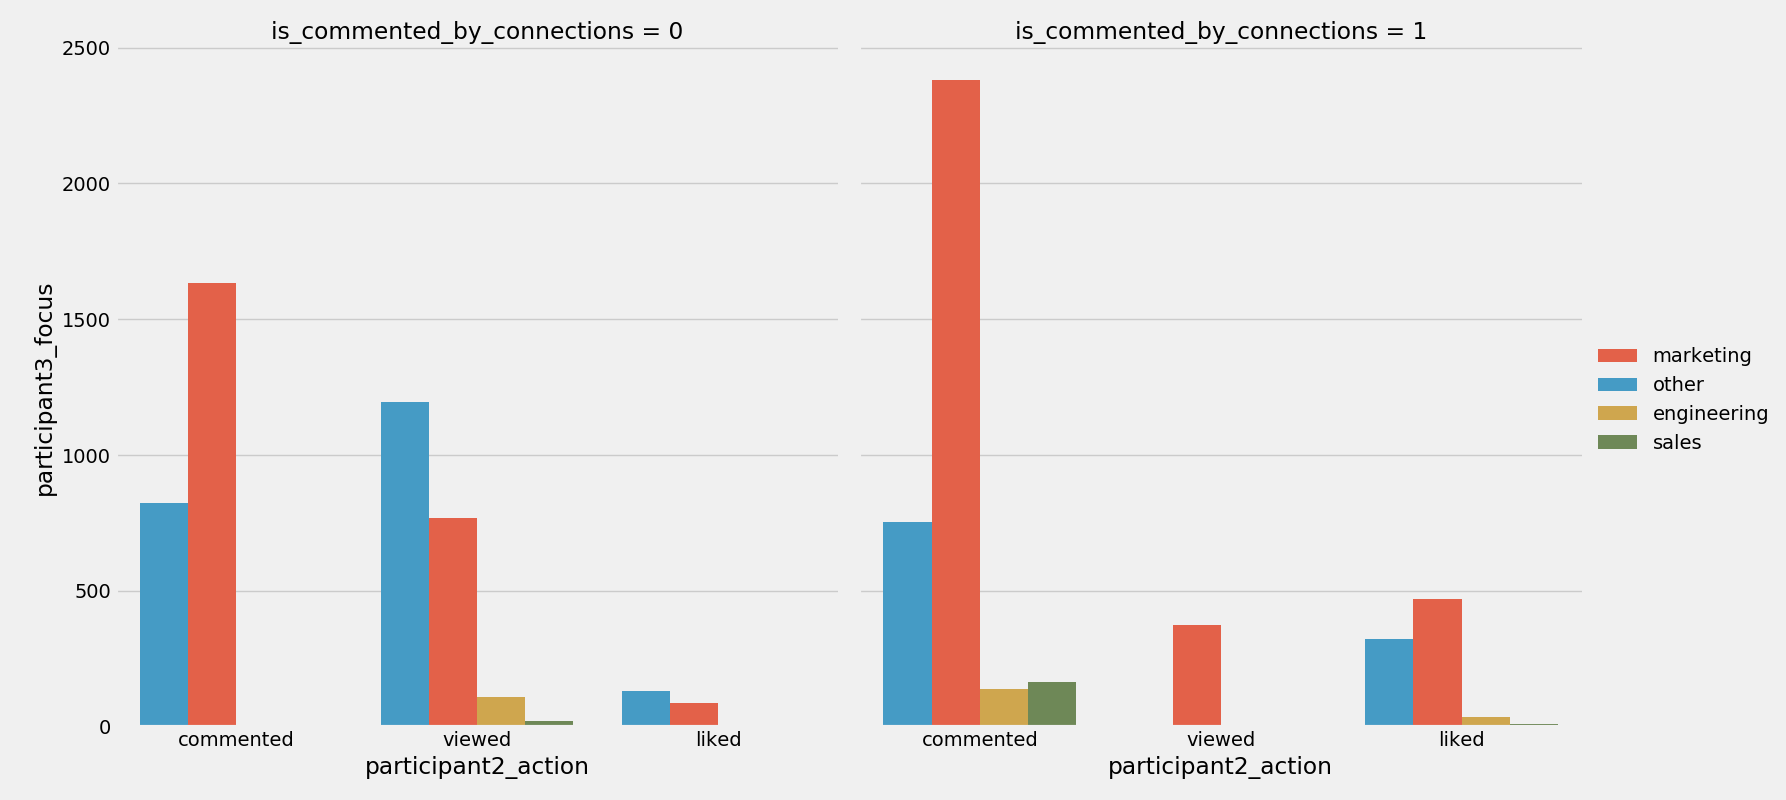 is_commented_by_connections = 0
is_commented_by_connections = 1
2500
2000
1500
1000
500
0
participant3_focus
commented viewed liked
commented viewed liked
participant2_action
participant2_action
marketing
other
engineering
sales